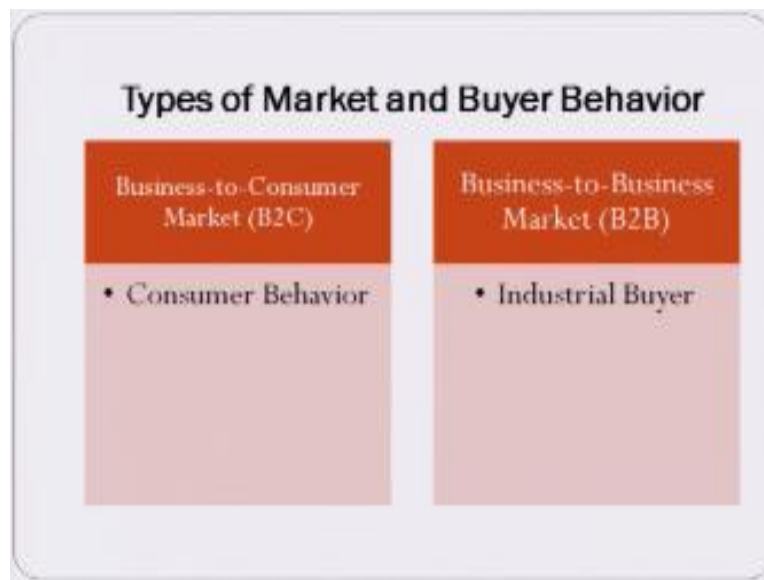 Types of Market and Buyer Behavior
Business-to-Consumer
Market (B2C)
• Consumer Behavior
Business-to-Business
Market (B2B)
• Industrial Buyer